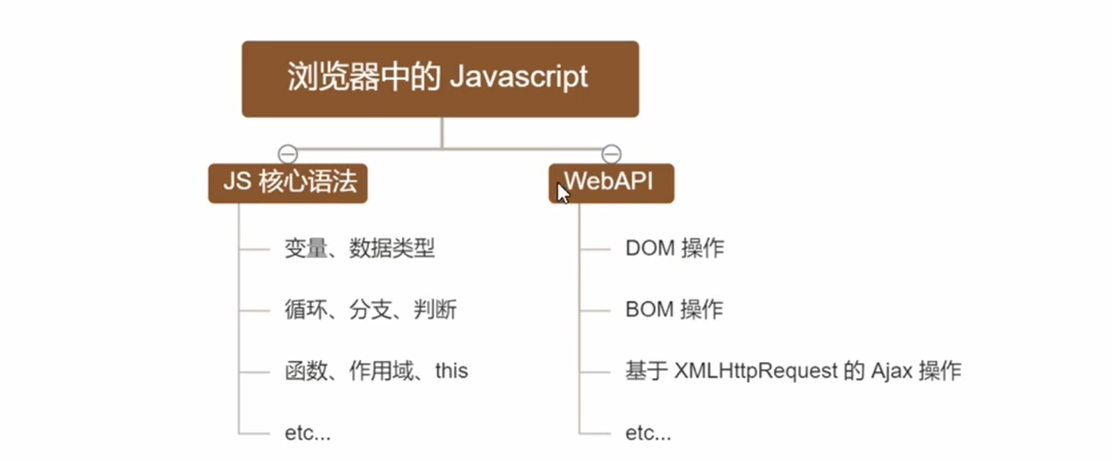 浏览器中的 Javascript
JS 核心语法
WebAPI
变量、数据类型
DOM 操作
循环、分支、判断
BOM 操作
函数、作用域、this
基于 XMLHttpRequest 的 Ajax 操作
etc...
etc...